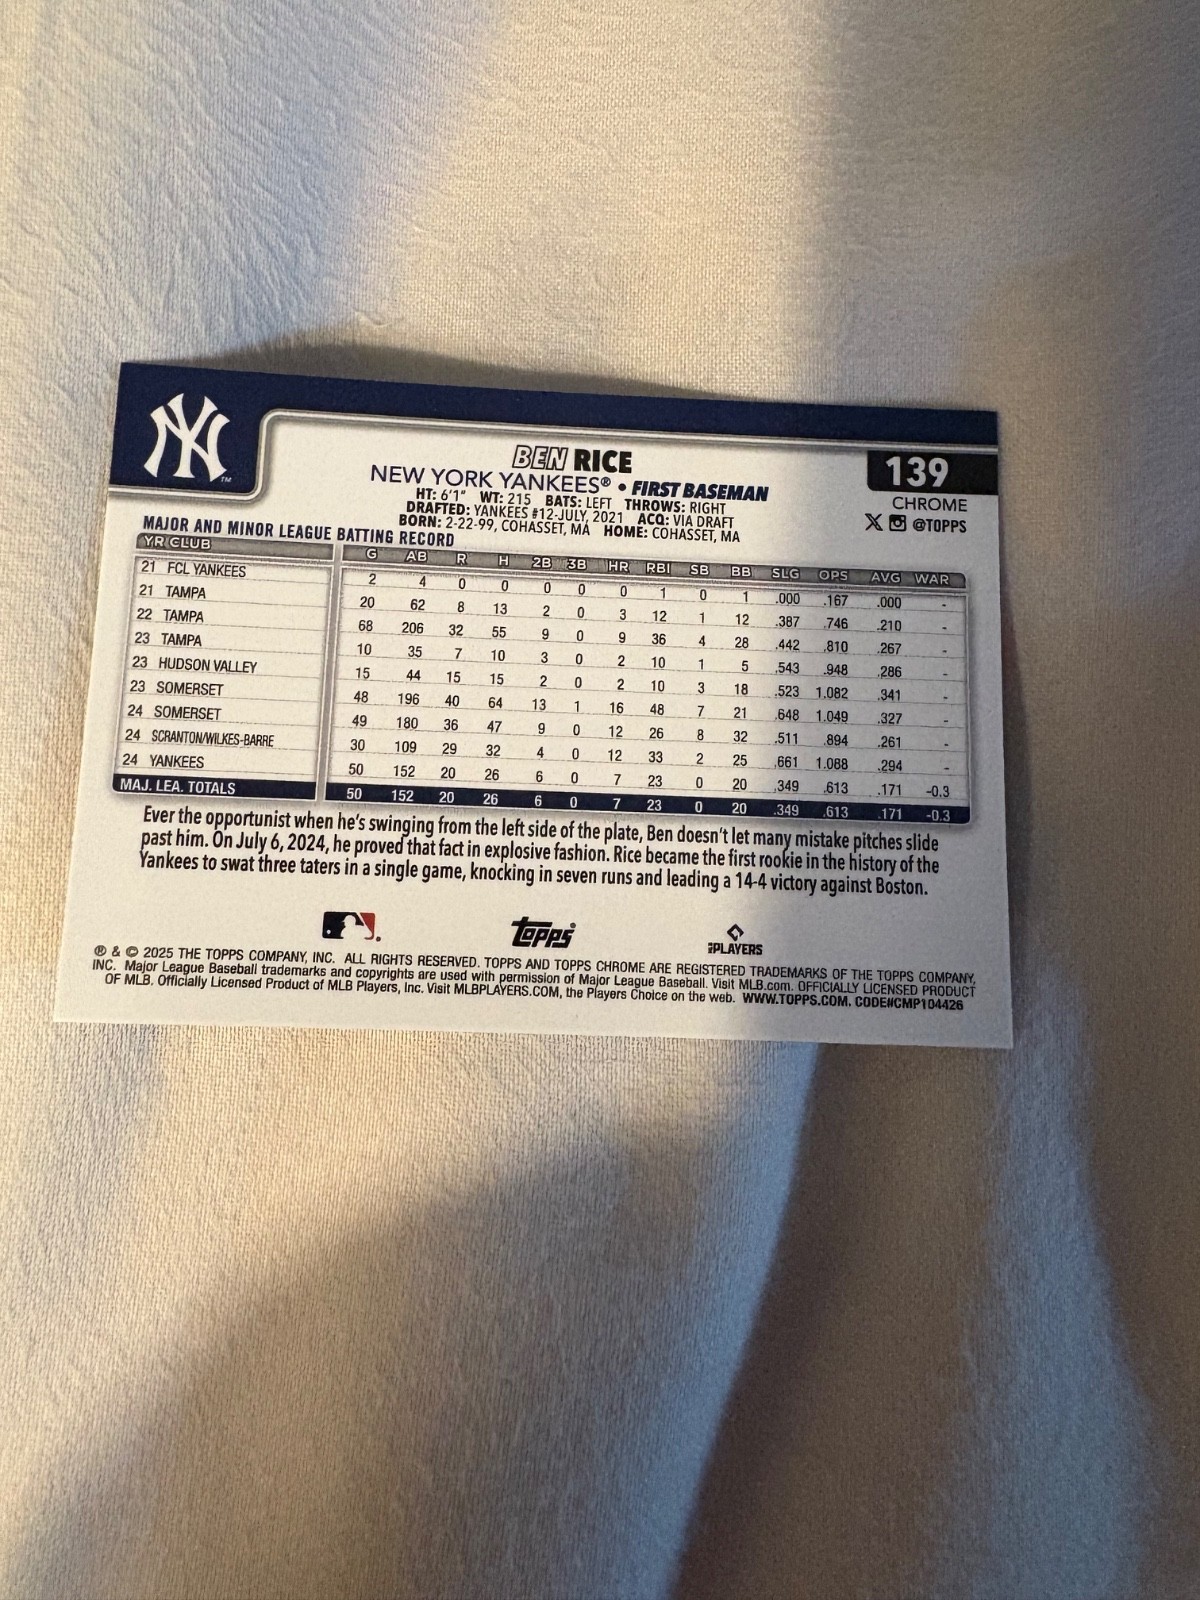 NY TM
BEN RICE
139
NEW YORK YANKEES® • FIRST BASEMAN
CHROME
HT: 6'1" WT: 215 BATS: LEFT THROWS: RIGHT
@TOPPS
DRAFTED: YANKEES #12-JULY, 2021 ACQ: VIA DRAFT
BORN: 2-22-99, COHASSET, MA HOME: COHASSET, MA
MAJOR AND MINOR LEAGUE BATTING RECORD
YR CLUB G AB R H 2B 3B HR RBI SB BB SLG OPS AVG WAR
21 FCL YANKEES 2 4 0 0 0 0 0 1 0 1 .000 .167 .000 -
21 TAMPA 20 62 8 13 2 0 3 12 1 12 .387 .746 .210 -
22 TAMPA 68 206 32 55 9 0 9 36 4 28 .442 .810 .267 -
23 TAMPA 10 35 7 10 3 0 2 10 1 5 .543 .948 .286 -
23 HUDSON VALLEY 15 44 15 15 2 0 2 10 3 18 .523 1.082 .341 -
23 SOMERSET 48 196 40 64 13 1 16 48 7 21 .648 1.049 .327 -
24 SOMERSET 49 180 36 47 9 0 12 26 8 32 .511 .894 .261 -
24 SCRANTON/WILKES-BARRE 30 109 29 32 4 0 12 33 2 25 .661 1.088 .294 -
24 YANKEES 50 152 20 26 6 0 7 23 0 20 .349 .613 .171 -0.3
MAJ. LEA. TOTALS 50 152 20 26 6 0 7 23 0 20 .349 .613 .171 -0.3
Ever the opportunist when he's swinging from the left side of the plate, Ben doesn't let many mistake pitches slide
past him. On July 6, 2024, he proved that fact in explosive fashion. Rice became the first rookie in the history of the
Yankees to swat three taters in a single game, knocking in seven runs and leading a 14-4 victory against Boston.
Topps
PLAYERS
® & © 2025 THE TOPPS COMPANY, INC. ALL RIGHTS RESERVED. TOPPS AND TOPPS CHROME ARE REGISTERED TRADEMARKS OF THE TOPPS COMPANY,
INC. Major League Baseball trademarks and copyrights are used with permission of Major League Baseball. Visit MLB.com. OFFICIALLY LICENSED PRODUCT
OF MLB. Officially Licensed Product of MLB Players, Inc. Visit MLBPLAYERS.COM, the Players Choice on the web. WWW.TOPPS.COM. CODE#CMP104426